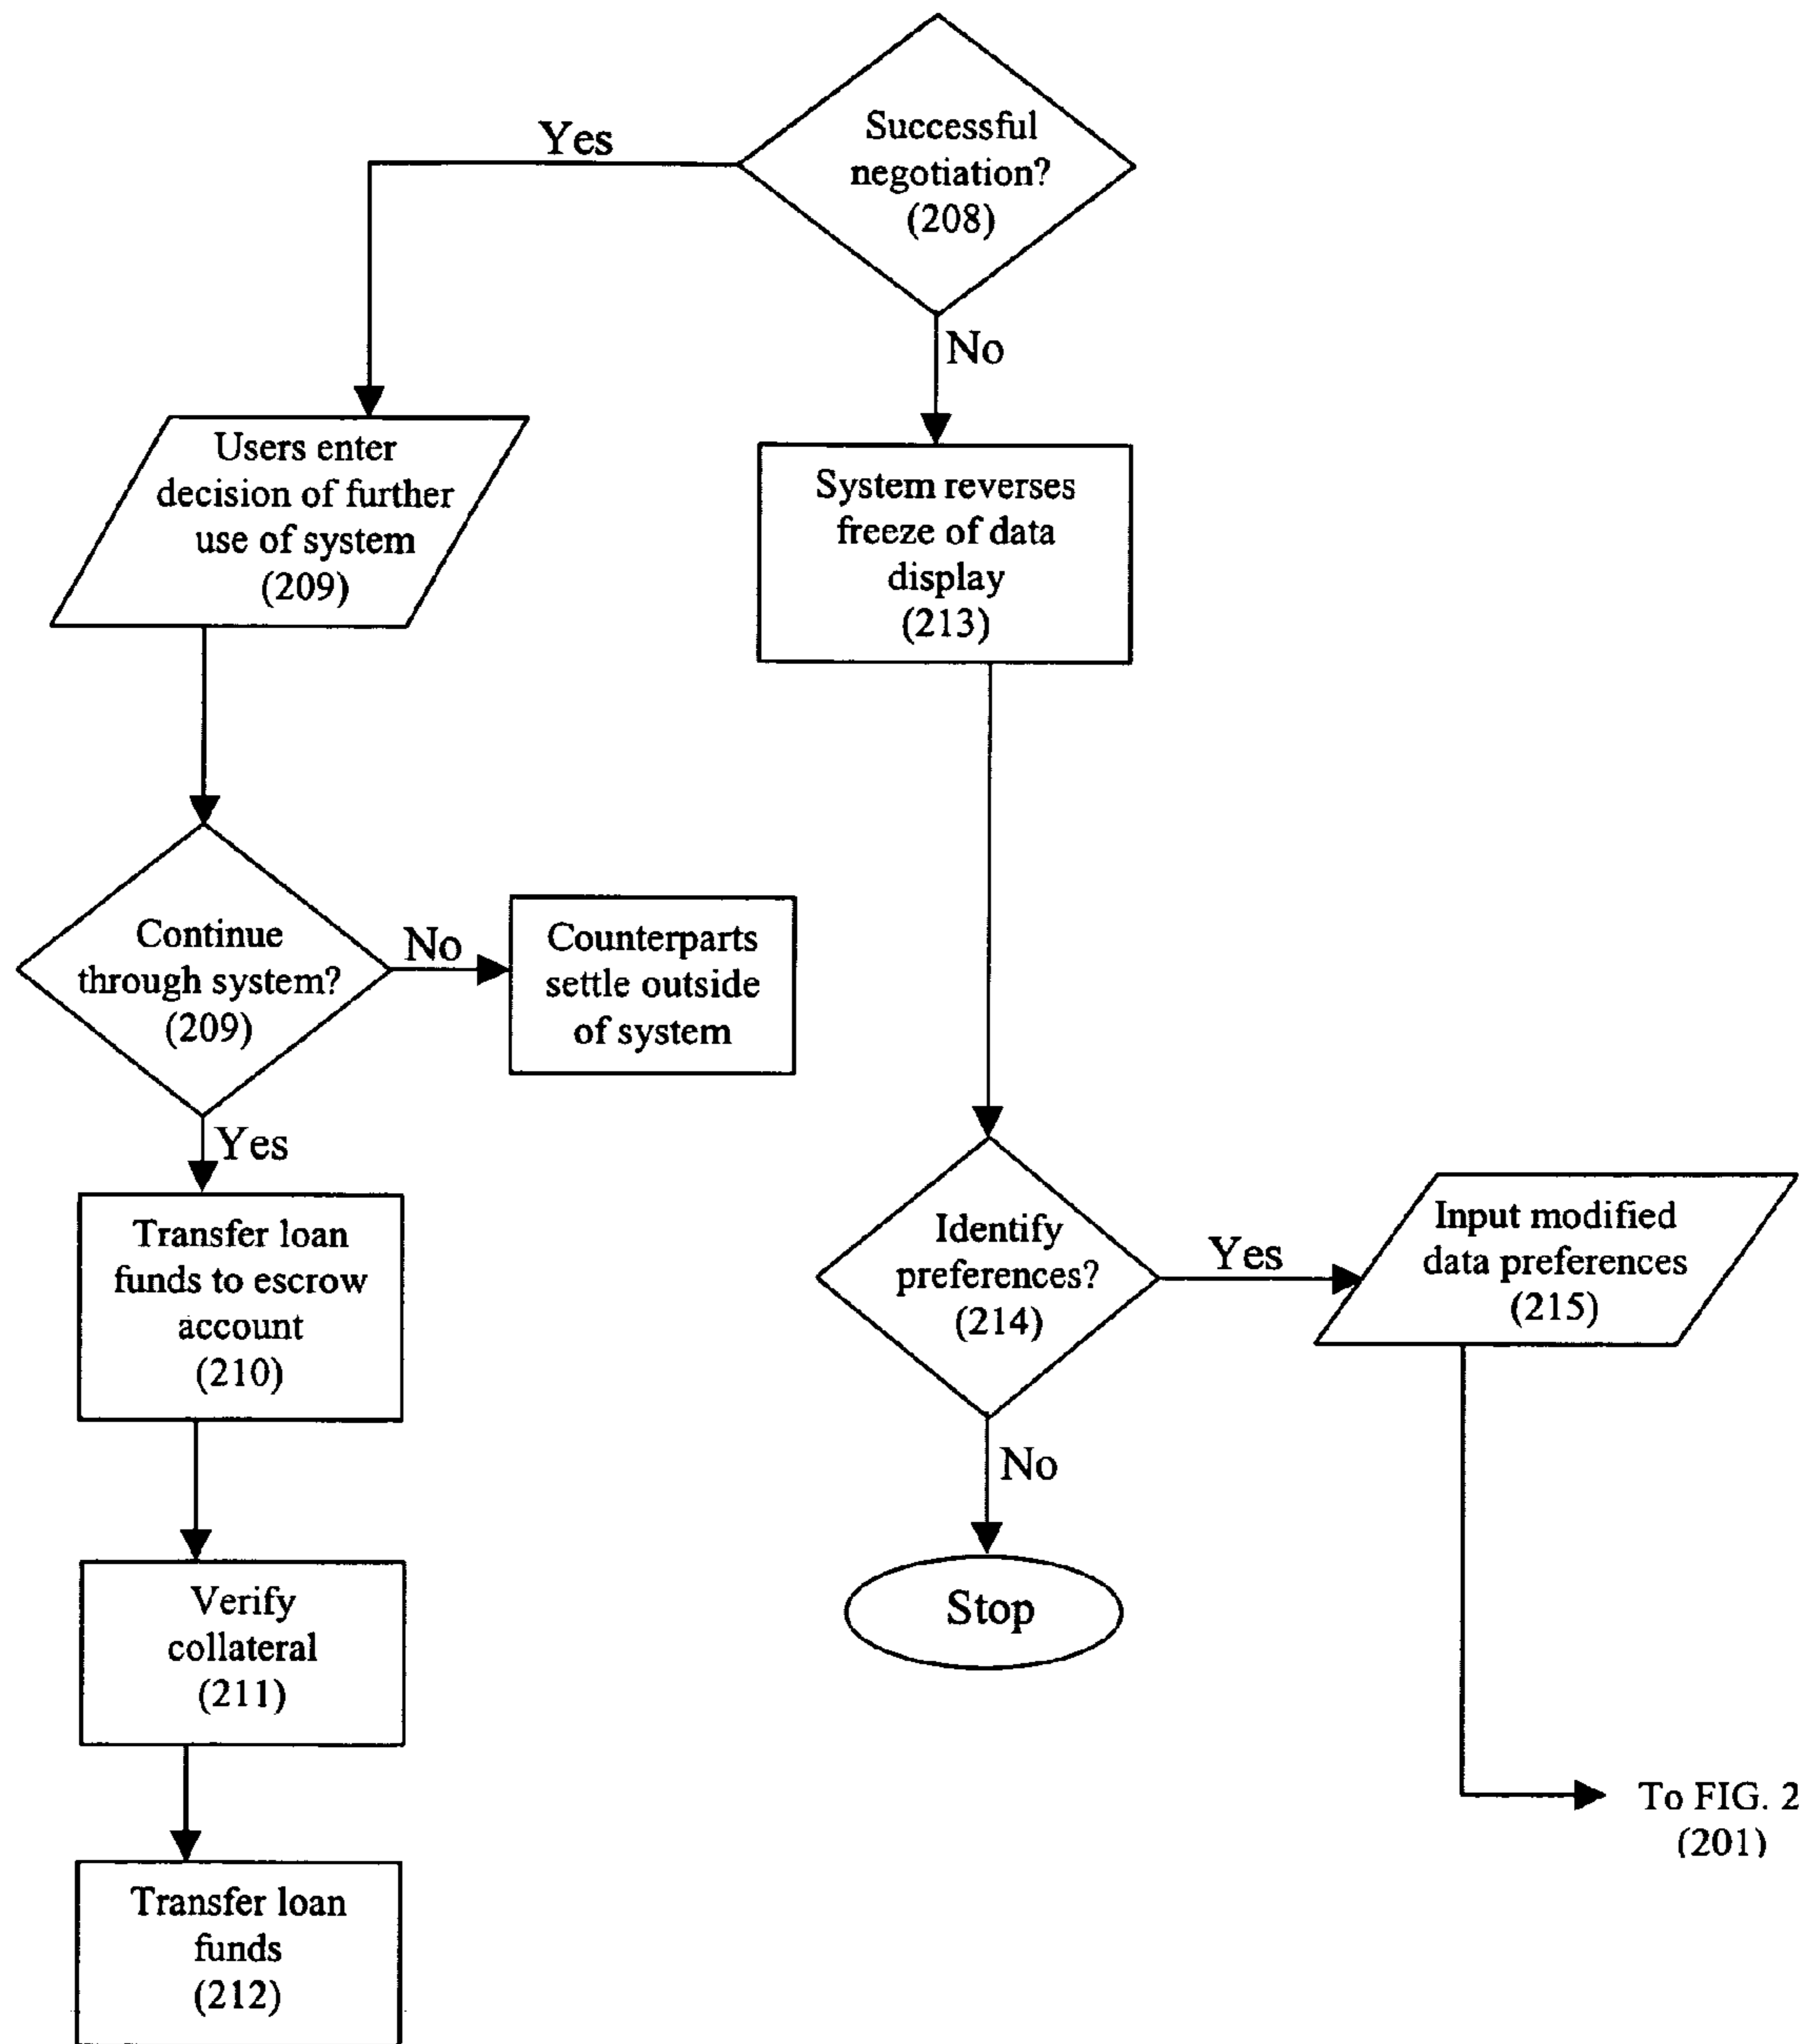 Successful
negotiation?
(208)
Yes
No
Users enter
decision of further
use of system
(209)
System reverses
freeze of data
display
(213)
Continue
through system?
(209)
No
Counterparts
settle outside
of system
Yes
Transfer loan
funds to escrow
account
(210)
Identify
preferences?
(214)
Yes
Input modified
data preferences
(215)
No
Stop
Verify
collateral
(211)
To FIG. 2
(201)
Transfer loan
funds
(212)